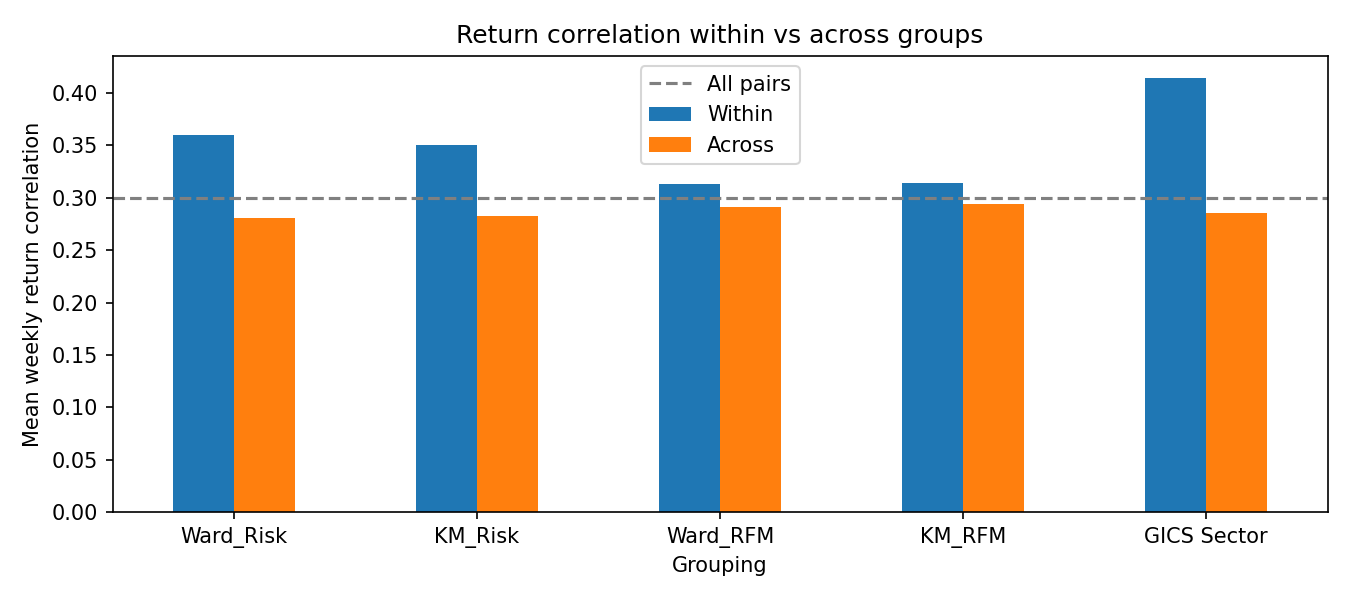 Return correlation within vs across groups
All pairs
Within
Across
Mean weekly return correlation
0.40
0.35
0.30
0.25
0.20
0.15
0.10
0.05
0.00
Ward_Risk
KM_Risk
Ward_RFM
KM_RFM
GICS Sector
Grouping